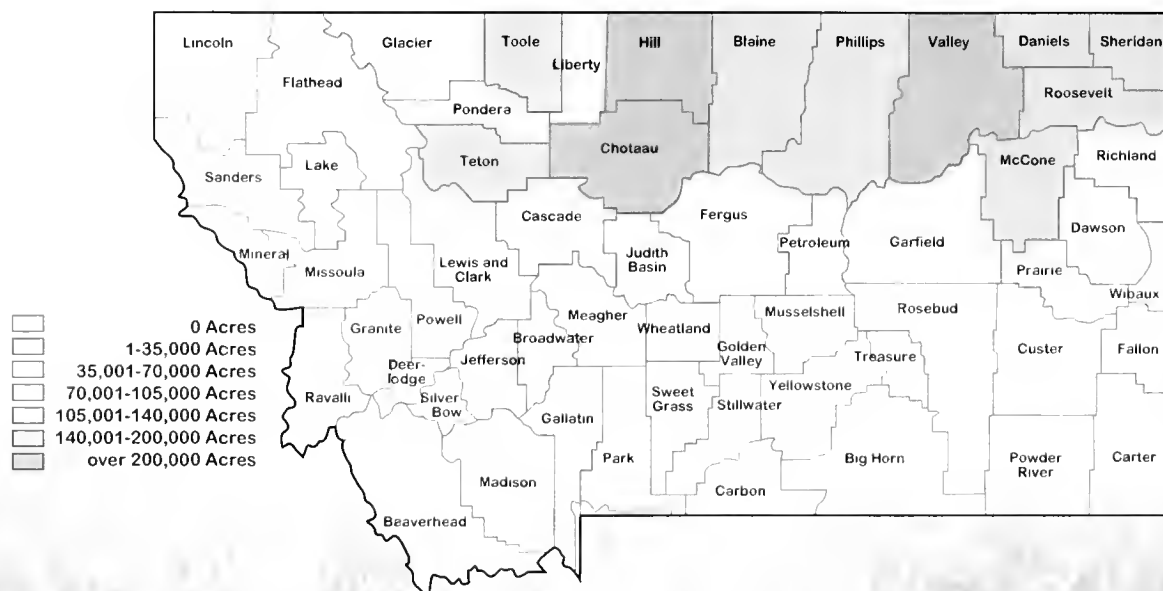 Lincoln
Glacier
Toole
Liberty
Hill
Blaine
Phillips
Valley
Daniels
Sheridan
Flathead
Pondera
Roosevelt
Teton
Chotaau
McCone
Richland
Sanders
Lake
Cascade
Fergus
Petroleum
Garfield
Dawson
Mineral
Missoula
Lewis and
Clark
Judith
Basin
Prairie
Wibaux
Granite
Powell
Meagher
Broadwater
Jefferson
Wheatland
Musselshell
Golden
Valley
Rosebud
Treasure
Custer
Fallon
Deer-
lodge
Silver
Bow
Ravalli
Gallatin
Sweet
Grass
Stillwater
Yellowstone
Park
Madison
Carbon
Big Horn
Powder
River
Carter
Beaverhead
0 Acres
1-35,000 Acres
35,001-70,000 Acres
70,001-105,000 Acres
105,001-140,000 Acres
140,001-200,000 Acres
over 200,000 Acres